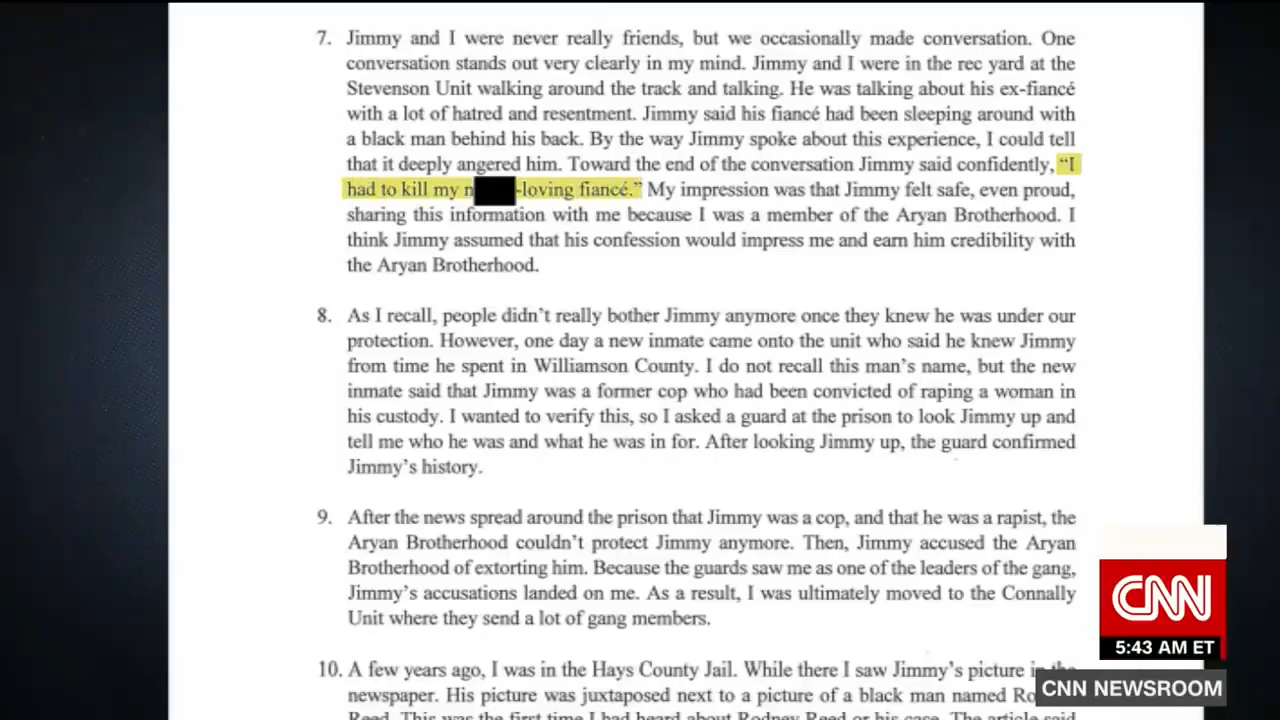 7. Jimmy and I were never really friends, but we occasionally made conversation. One
conversation stands out very clearly in my mind. Jimmy and I were in the rec yard at the
Stevenson Unit walking around the track and talking. He was talking about his ex-fiancé
with a lot of hatred and resentment. Jimmy said his fiancé had been sleeping around with
a black man behind his back. By the way Jimmy spoke about this experience, I could tell
that it deeply angered him. Toward the end of the conversation Jimmy said confidently, “I
had to kill my n -loving fiancé.” My impression was that Jimmy felt safe, even proud,
sharing this information with me because I was a member of the Aryan Brotherhood. I
think Jimmy assumed that his confession would impress me and earn him credibility with
the Aryan Brotherhood.
8. As I recall, people didn’t really bother Jimmy anymore once they knew he was under our
protection. However, one day a new inmate came onto the unit who said he knew Jimmy
from time he spent in Williamson County. I do not recall this man’s name, but the new
inmate said that Jimmy was a former cop who had been convicted of raping a woman in
his custody. I wanted to verify this, so I asked a guard at the prison to look Jimmy up and
tell me who he was and what he was in for. After looking Jimmy up, the guard confirmed
Jimmy’s history.
9. After the news spread around the prison that Jimmy was a cop, and that he was a rapist, the
Aryan Brotherhood couldn’t protect Jimmy anymore. Then, Jimmy accused the Aryan
Brotherhood of extorting him. Because the guards saw me as one of the leaders of the gang,
Jimmy’s accusations landed on me. As a result, I was ultimately moved to the Connally
Unit where they send a lot of gang members.
10. A few years ago, I was in the Hays County Jail. While there I saw Jimmy’s picture in the
newspaper. His picture was juxtaposed next to a picture of a black man named Ro
Reed. This was the first time I had heard about Rodney Reed or his case. The article said
CNN
5:43 AM ET
CNN NEWSROOM